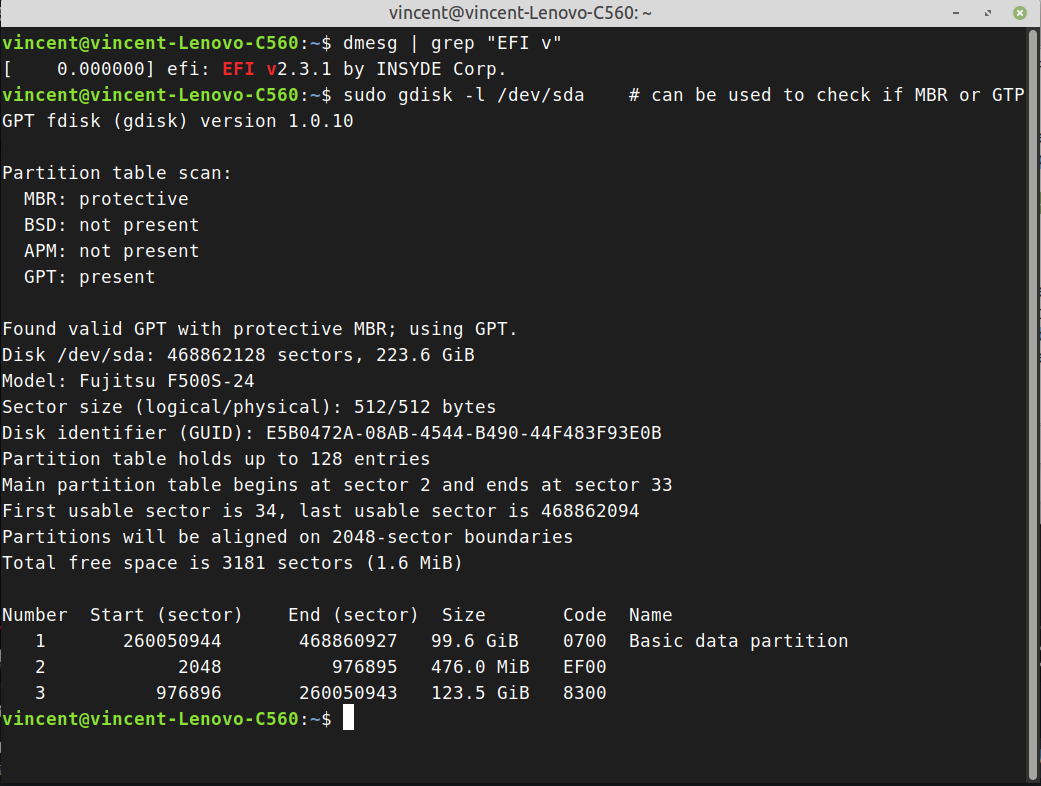 vincent@vincent-Lenovo-C560: ~
vincent@vincent-Lenovo-C560:~$ dmesg | grep "EFI v"
[    0.000000] efi: EFI v2.3.1 by INSYDE Corp.
vincent@vincent-Lenovo-C560:~$ sudo gdisk -l /dev/sda    # can be used to check if MBR or GTP
GPT fdisk (gdisk) version 1.0.10

Partition table scan:
  MBR: protective
  BSD: not present
  APM: not present
  GPT: present

Found valid GPT with protective MBR; using GPT.
Disk /dev/sda: 468862128 sectors, 223.6 GiB
Model: Fujitsu F500S-24
Sector size (logical/physical): 512/512 bytes
Disk identifier (GUID): E5B0472A-08AB-4544-B490-44F483F93E0B
Partition table holds up to 128 entries
Main partition table begins at sector 2 and ends at sector 33
First usable sector is 34, last usable sector is 468862094
Partitions will be aligned on 2048-sector boundaries
Total free space is 3181 sectors (1.6 MiB)

Number  Start (sector)    End (sector)  Size       Code  Name
   1       260050944       468860927   99.6 GiB    0700  Basic data partition
   2            2048          976895   476.0 MiB   EF00
   3          976896       260050943   123.5 GiB   8300
vincent@vincent-Lenovo-C560:~$